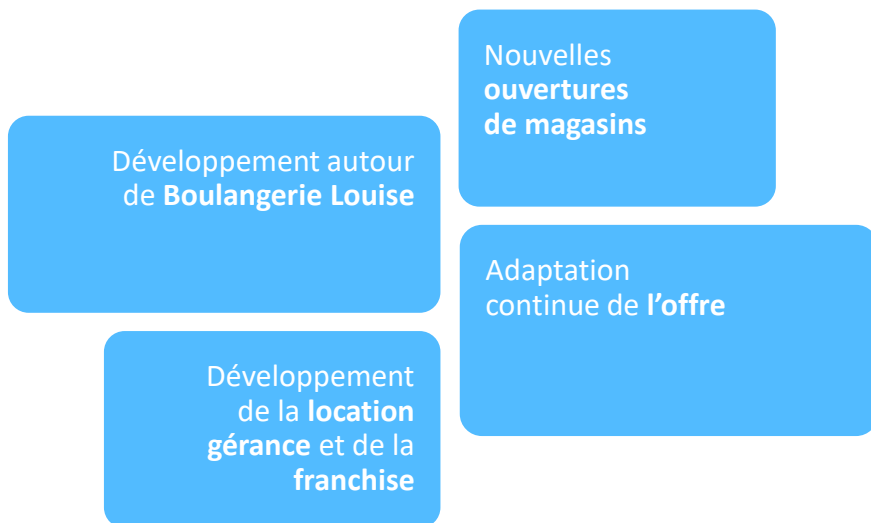 Nouvelles
ouvertures
de magasins
Développement autour
de Boulangerie Louise
Adaptation
continue de l’offre
Développement
de la location
gérance et de la
franchise